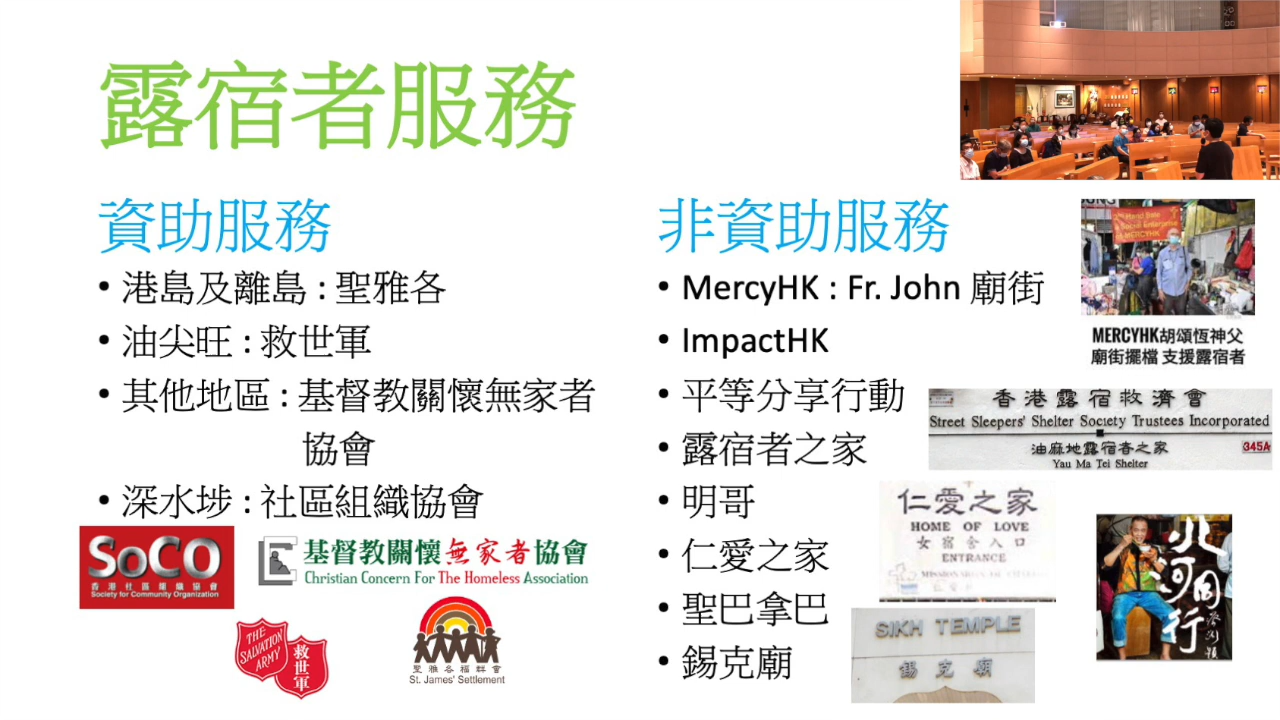 露宿者服務
資助服務
• 港島及離島 : 聖雅各
• 油尖旺 : 救世軍
• 其他地區 : 基督教關懷無家者
協會
• 深水埗 : 社區組織協會
SoCO
香港社區組織協會
Society for Community Organization
基督教關懷無家者協會
Christian Concern For The Homeless Association
THE
SALVATION
ARMY
救世軍
聖雅各福群會
St. James' Settlement
非資助服務
• MercyHK : Fr. John 廟街
• ImpactHK
• 平等分享行動
• 露宿者之家
• 明哥
• 仁愛之家
• 聖巴拿巴
• 錫克廟
MERCYHK胡頌恆神父
廟街擺檔 支援露宿者
香港露宿救濟會
Street Sleepers' Shelter Society Trustees Incorporated
油麻地露宿者之家
345A
Yau Ma Tei Shelter
仁愛之家
HOME OF LOVE
女宿舍入口
ENTRANCE
北河同行
SIKH TEMPLE
錫克廟